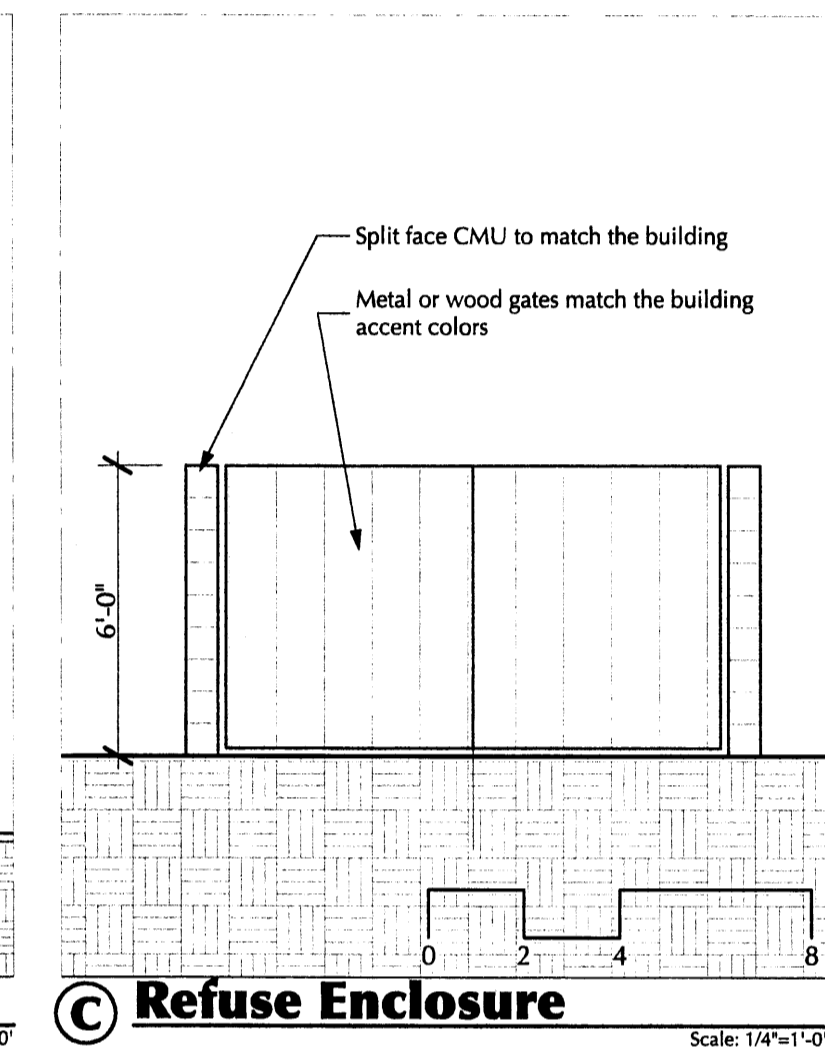 Split face CMU to match the building
Metal or wood gates match the building
accent colors
6'-0"
0 2 4 8
C Refuse Enclosure
Scale: 1/4"=1'-0"
0'